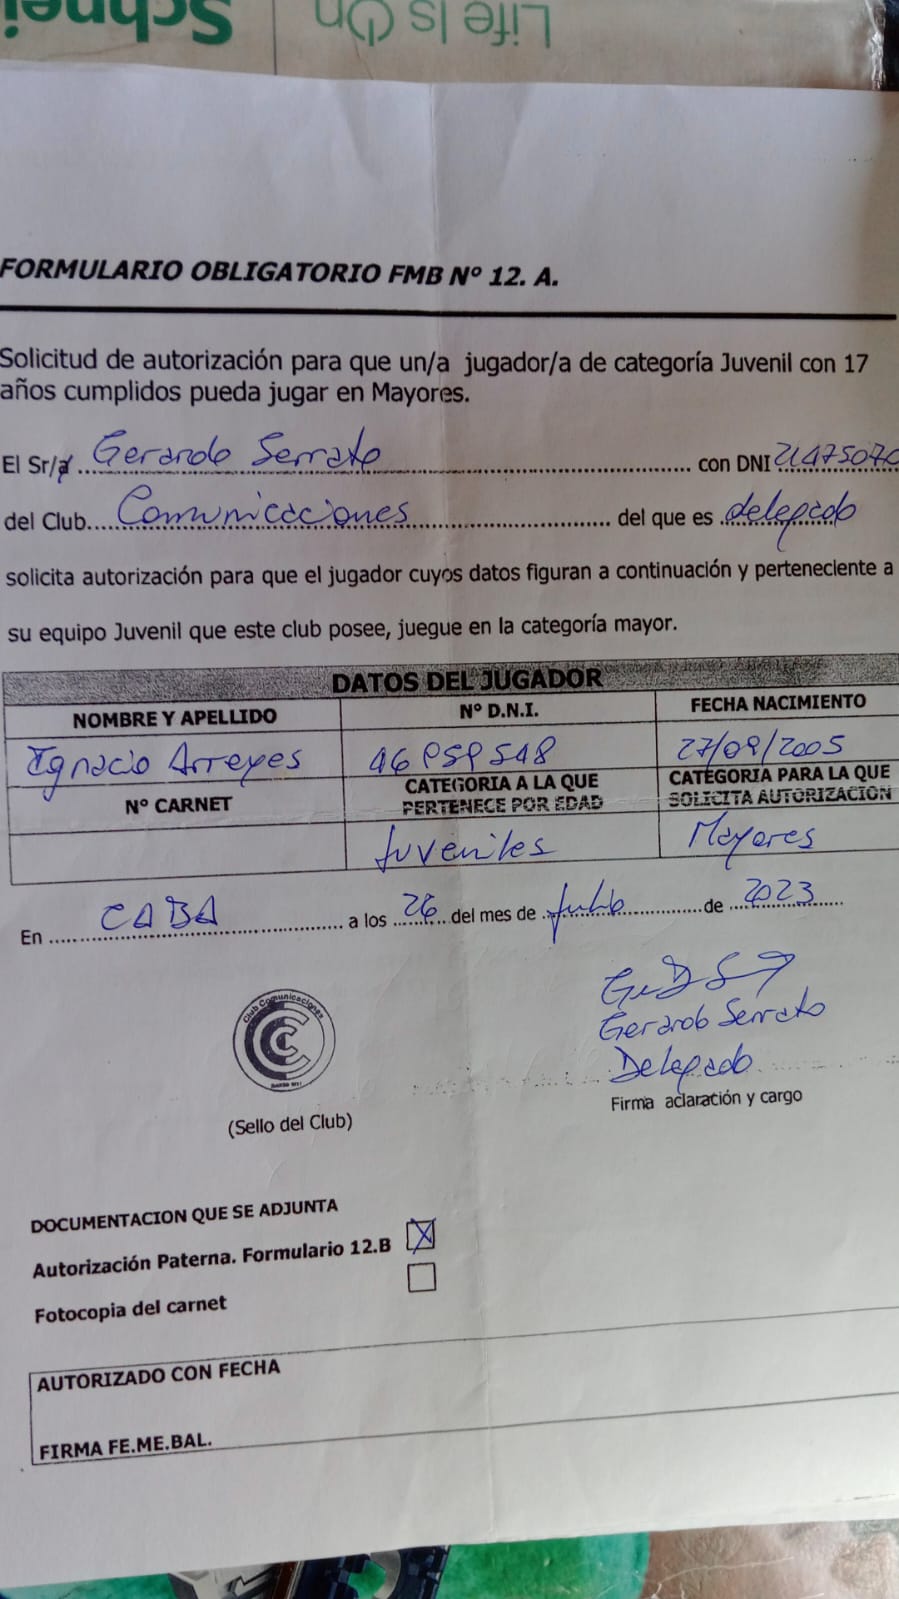 Schnei
Life Is On
FORMULARIO OBLIGATORIO FMB Nº 12. A.
Solicitud de autorización para que un/a jugador/a de categoría Juvenil con 17
años cumplidos pueda jugar en Mayores.
El Sr/a Gerardo Serrato con DNI 21475070
del Club Comunicaciones del que es delegado
solicita autorización para que el jugador cuyos datos figuran a continuación y perteneciente a
su equipo Juvenil que este club posee, juegue en la categoría mayor.
DATOS DEL JUGADOR
NOMBRE Y APELLIDO Nº D.N.I. FECHA NACIMIENTO
Ignacio Arreyes 27/09/2005
Nº CARNET CATEGORIA A LA QUE PERTENECE POR EDAD CATEGORÍA PARA LA QUE SOLICITA AUTORIZACIÓN
Juveniles Mayores
En CABA a los 26 del mes de Julio de 2023
Club Comunicaciones
Gerardo Serrato
Delegado
(Sello del Club) Firma aclaración y cargo
DOCUMENTACION QUE SE ADJUNTA
Autorización Paterna. Formulario 12.B X
Fotocopia del carnet
AUTORIZADO CON FECHA
FIRMA FE.ME.BAL.